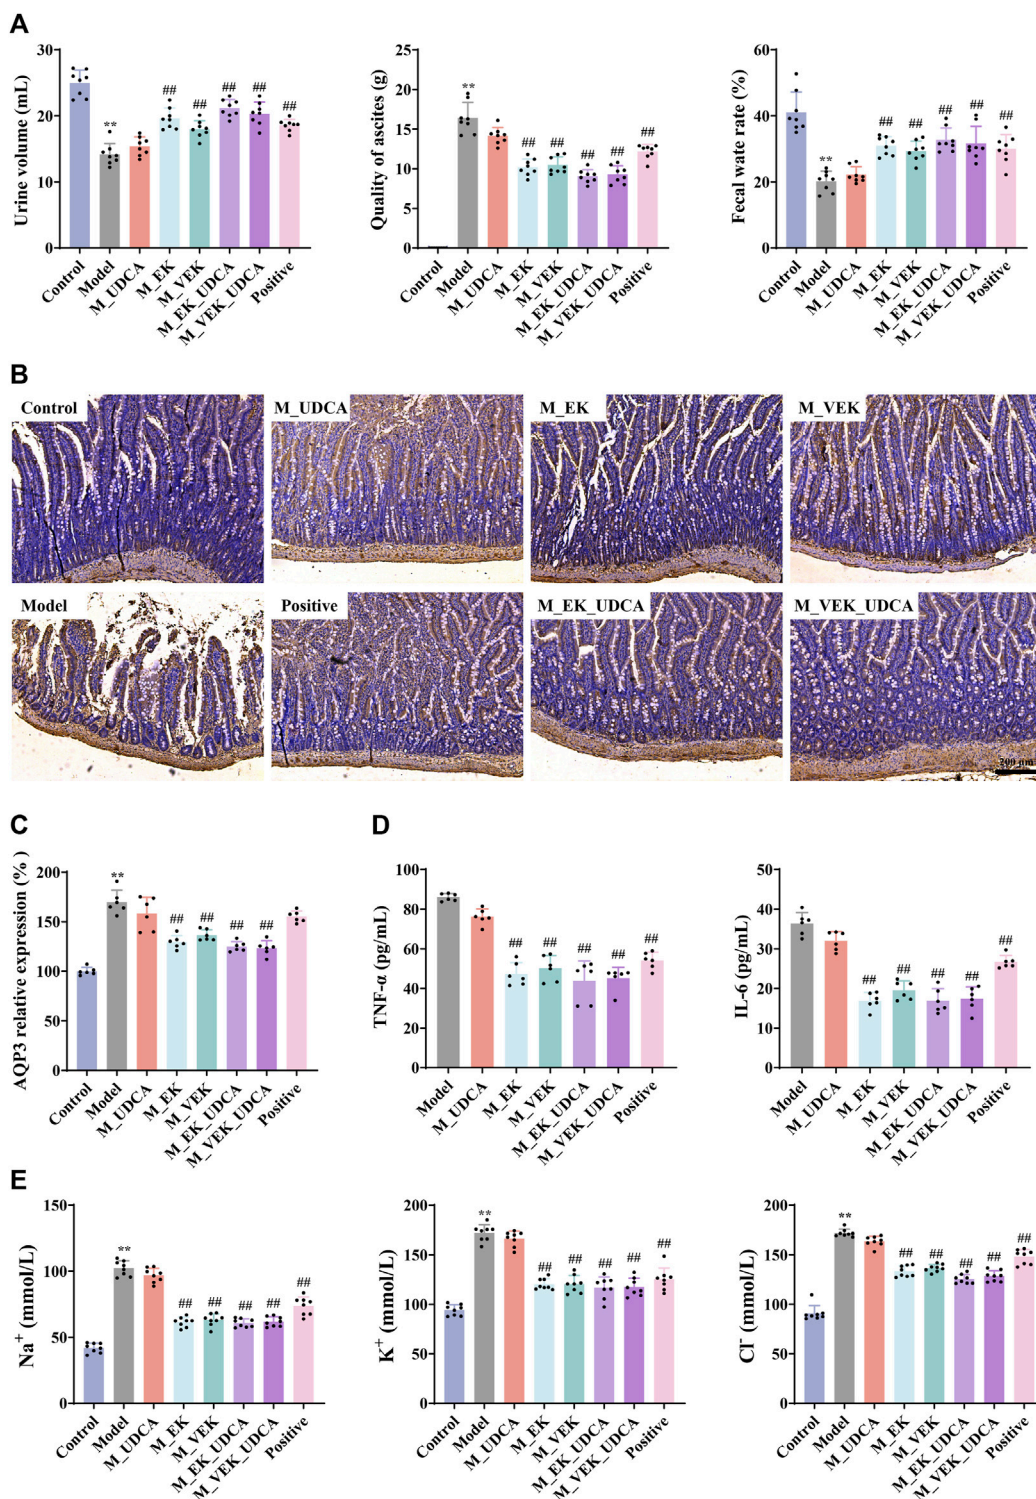 A
Urine volume (mL)
30
20
10
0
**
##
##
##
##
##
Control
Model
M_UDCA
M_EK
M_VEK
M_EK_UDCA
M_VEK_UDCA
Positive
Quality of ascites (g)
25
20
15
10
5
0
**
##
##
##
##
##
Control
Model
M_UDCA
M_EK
M_VEK
M_EK_UDCA
M_VEK_UDCA
Positive
Fecal wate rate (%)
60
40
20
0
**
##
##
##
##
##
Control
Model
M_UDCA
M_EK
M_VEK
M_EK_UDCA
M_VEK_UDCA
Positive
B
Control
M_UDCA
M_EK
M_VEK
Model
Positive
M_EK_UDCA
M_VEK_UDCA
200 μm
C
AQP3 relative expression (%)
200
150
100
50
0
**
##
##
##
##
Control
Model
M_UDCA
M_EK
M_VEK
M_EK_UDCA
M_VEK_UDCA
Positive
D
TNF-α (pg/mL)
100
80
60
40
20
0
##
##
##
##
##
Model
M_UDCA
M_EK
M_VEK
M_EK_UDCA
M_VEK_UDCA
Positive
IL-6 (pg/mL)
50
40
30
20
10
0
##
##
##
##
##
Model
M_UDCA
M_EK
M_VEK
M_EK_UDCA
M_VEK_UDCA
Positive
E
Na⁺ (mmol/L)
150
100
50
0
**
##
##
##
##
##
Control
Model
M_UDCA
M_EK
M_VEK
M_EK_UDCA
M_VEK_UDCA
Positive
K⁺ (mmol/L)
200
150
100
50
0
**
##
##
##
##
##
Control
Model
M_UDCA
M_EK
M_VEK
M_EK_UDCA
M_VEK_UDCA
Positive
Cl⁻ (mmol/L)
200
150
100
50
0
**
##
##
##
##
##
Control
Model
M_UDCA
M_EK
M_VEK
M_EK_UDCA
M_VEK_UDCA
Positive